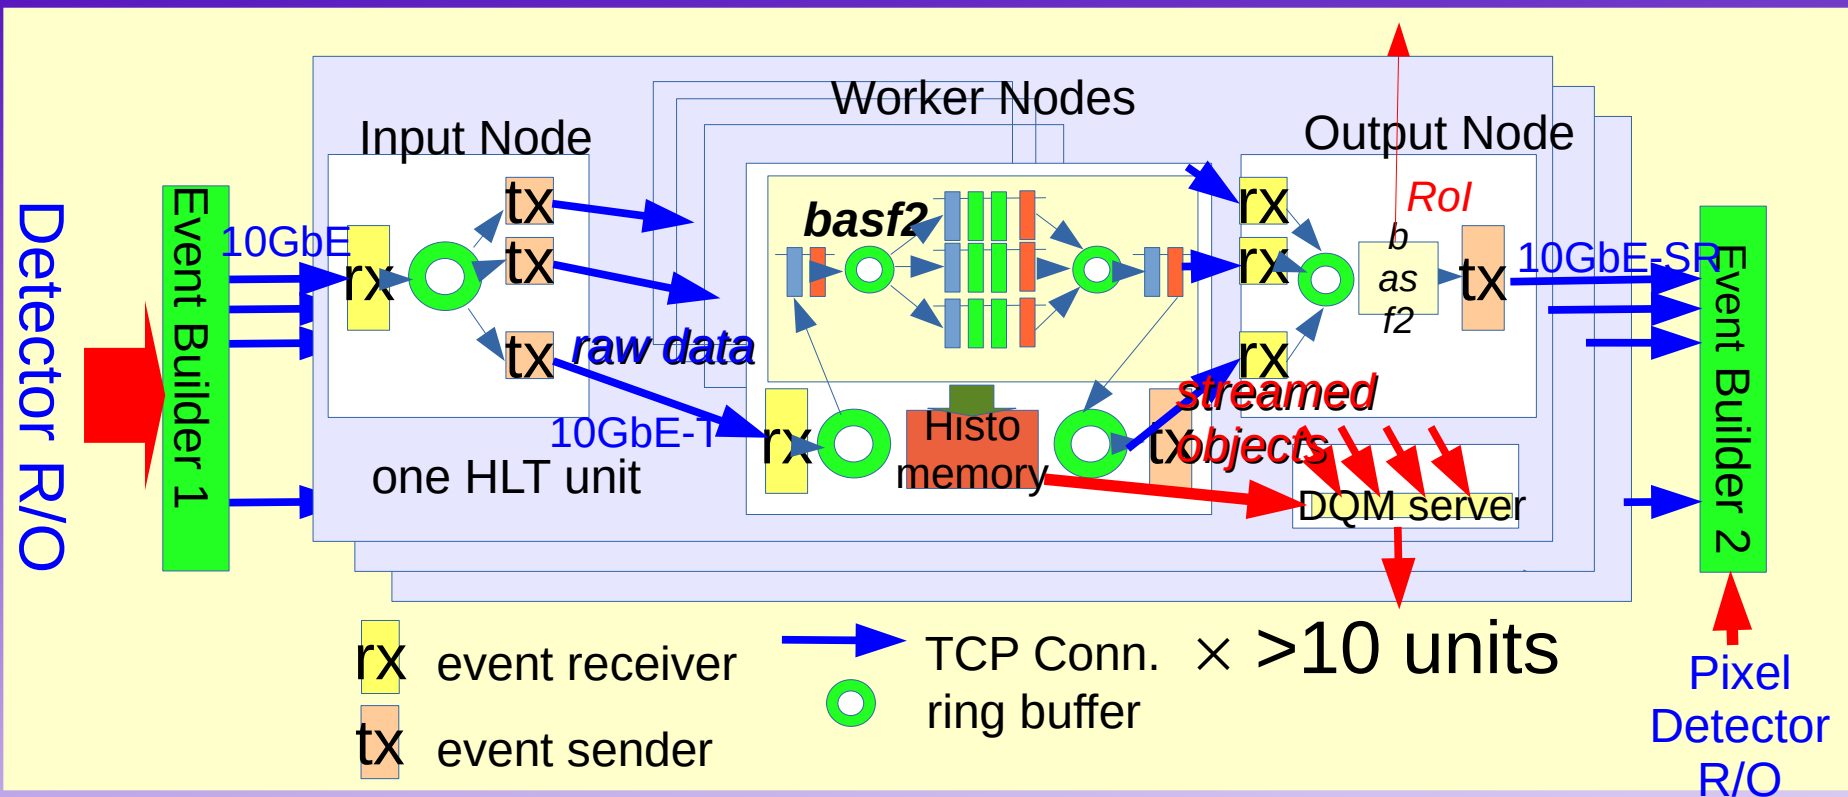 Worker Nodes
Input Node
Output Node
Detector R/O
Event Builder 1
10GbE
rx
tx
tx
tx
raw data
10GbE-T
one HLT unit
basf2
rx
Histo
memory
tx
streamed
objects
rx
rx
rx
RoI
b
as
f2
tx
10GbE-SR
Event Builder 2
DQM server
rx
event receiver
tx
event sender
TCP Conn.
ring buffer
× >10 units
Pixel
Detector
R/O